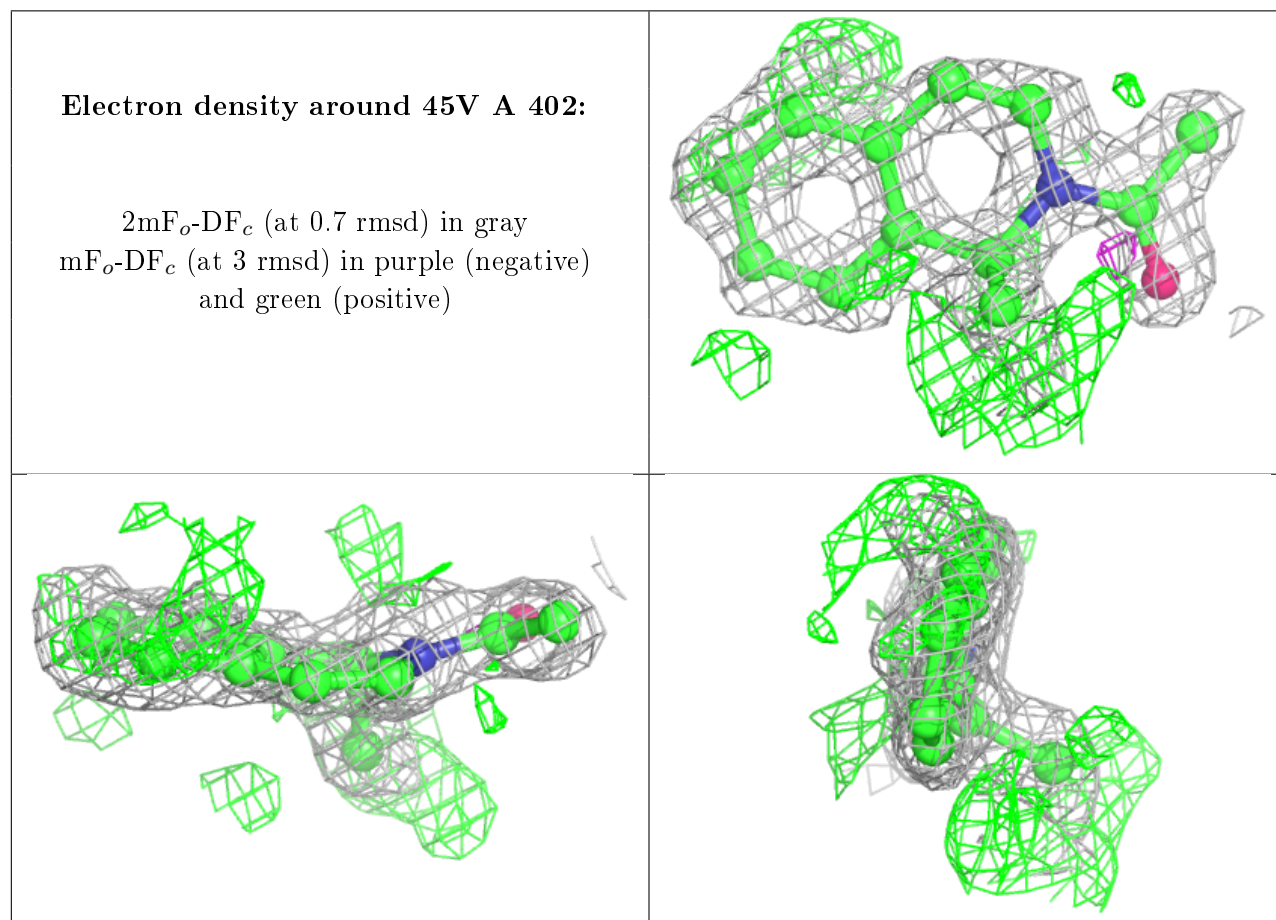 Electron density around 45V A 402:
2mFo-DFc (at 0.7 rmsd) in gray
mFo-DFc (at 3 rmsd) in purple (negative)
and green (positive)